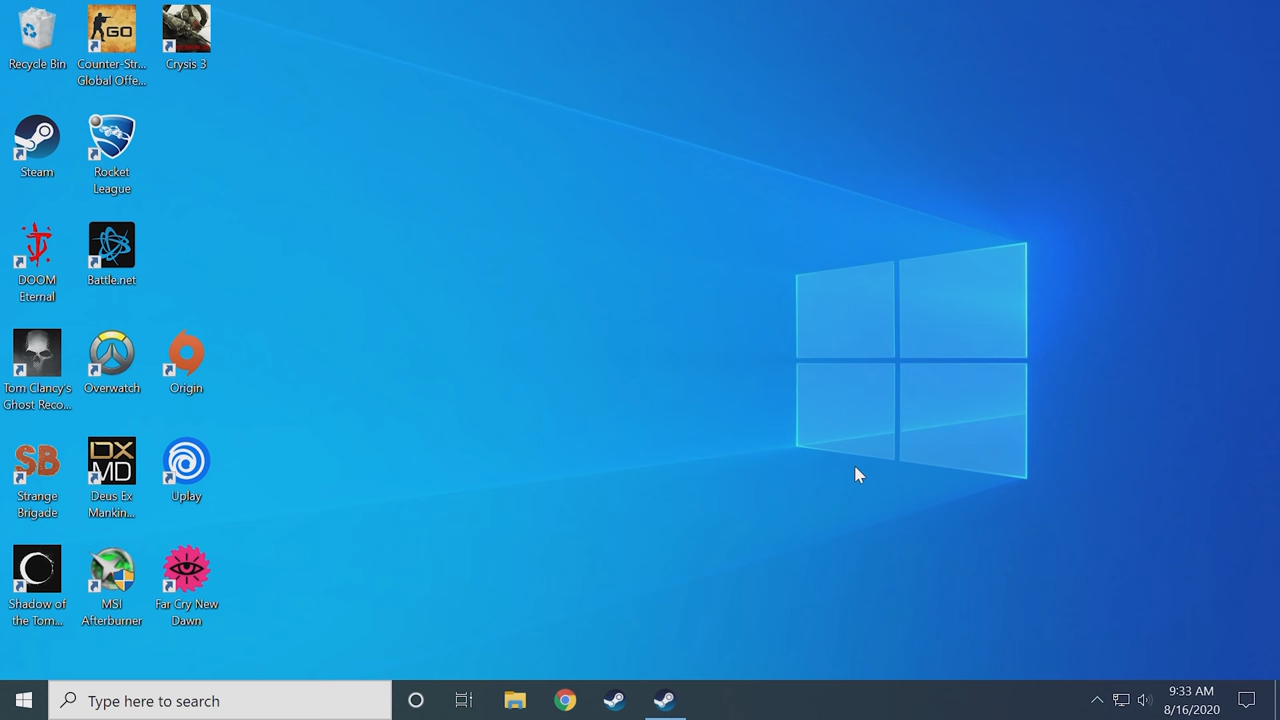 Recycle Bin
Counter-Str...
Global Offe...
GO
Crysis 3
Steam
Rocket
League
DOOM
Eternal
Battle.net
Tom Clancy's
Ghost Reco...
Overwatch
Origin
SB
Strange
Brigade
DX
MD
Deus Ex
Mankin...
Uplay
Shadow of
the Tom...
MSI
Afterburner
Far Cry New
Dawn
Type here to search
9:33 AM
8/16/2020